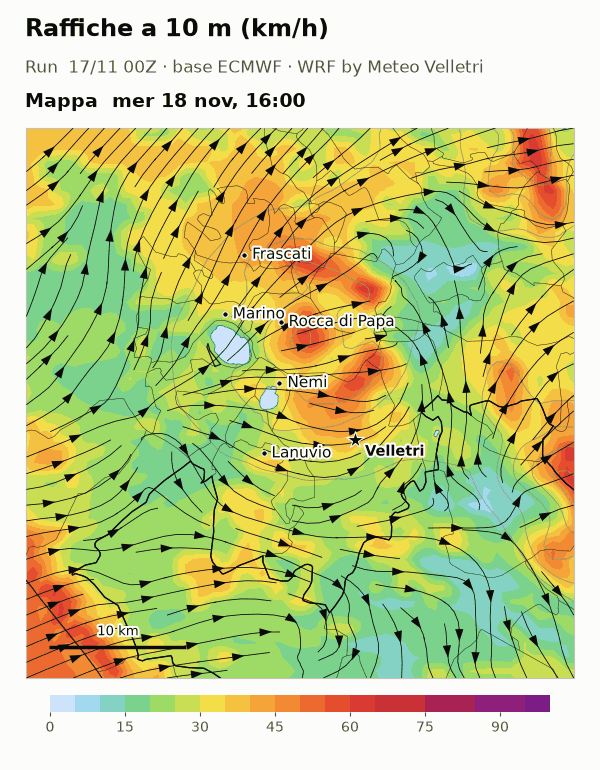 Raffiche a 10 m (km/h)
Run  17/11 00Z · base ECMWF · WRF by Meteo Velletri
Mappa  mer 18 nov, 16:00
Frascati
Marino
Rocca di Papa
Nemi
Velletri
Lanuvio
10 km
0 15 30 45 60 75 90